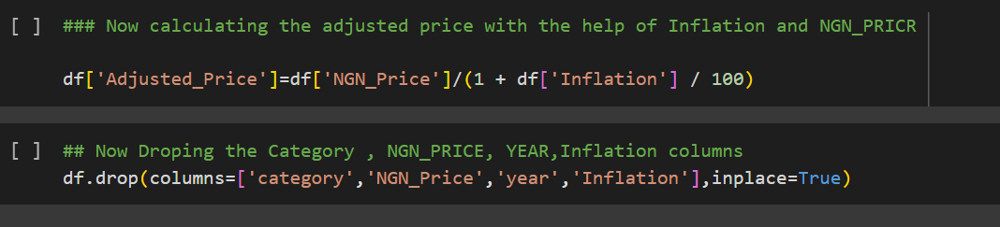 [ ] ### Now calculating the adjusted price with the help of Inflation and NGN_PRICR
df['Adjusted_Price']=df['NGN_Price']/(1 + df['Inflation'] / 100)
[ ] ## Now Droping the Category , NGN_PRICE, YEAR,Inflation columns
df.drop(columns=['category','NGN_Price','year','Inflation'],inplace=True)